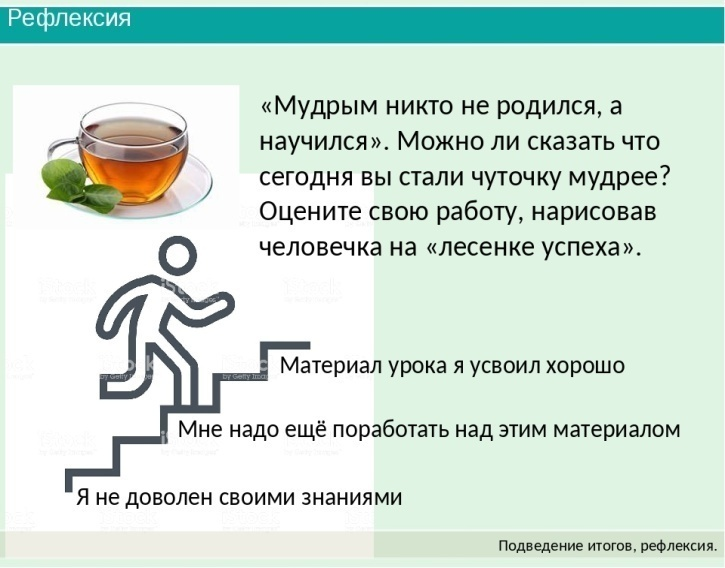 Рефлексия
«Мудрым никто не родился, а
научился». Можно ли сказать что
сегодня вы стали чуточку мудрее?
Оцените свою работу, нарисовав
человечка на «лесенке успеха».
Материал урока я усвоил хорошо
Мне надо ещё поработать над этим материалом
Я не доволен своими знаниями
Подведение итогов, рефлексия.